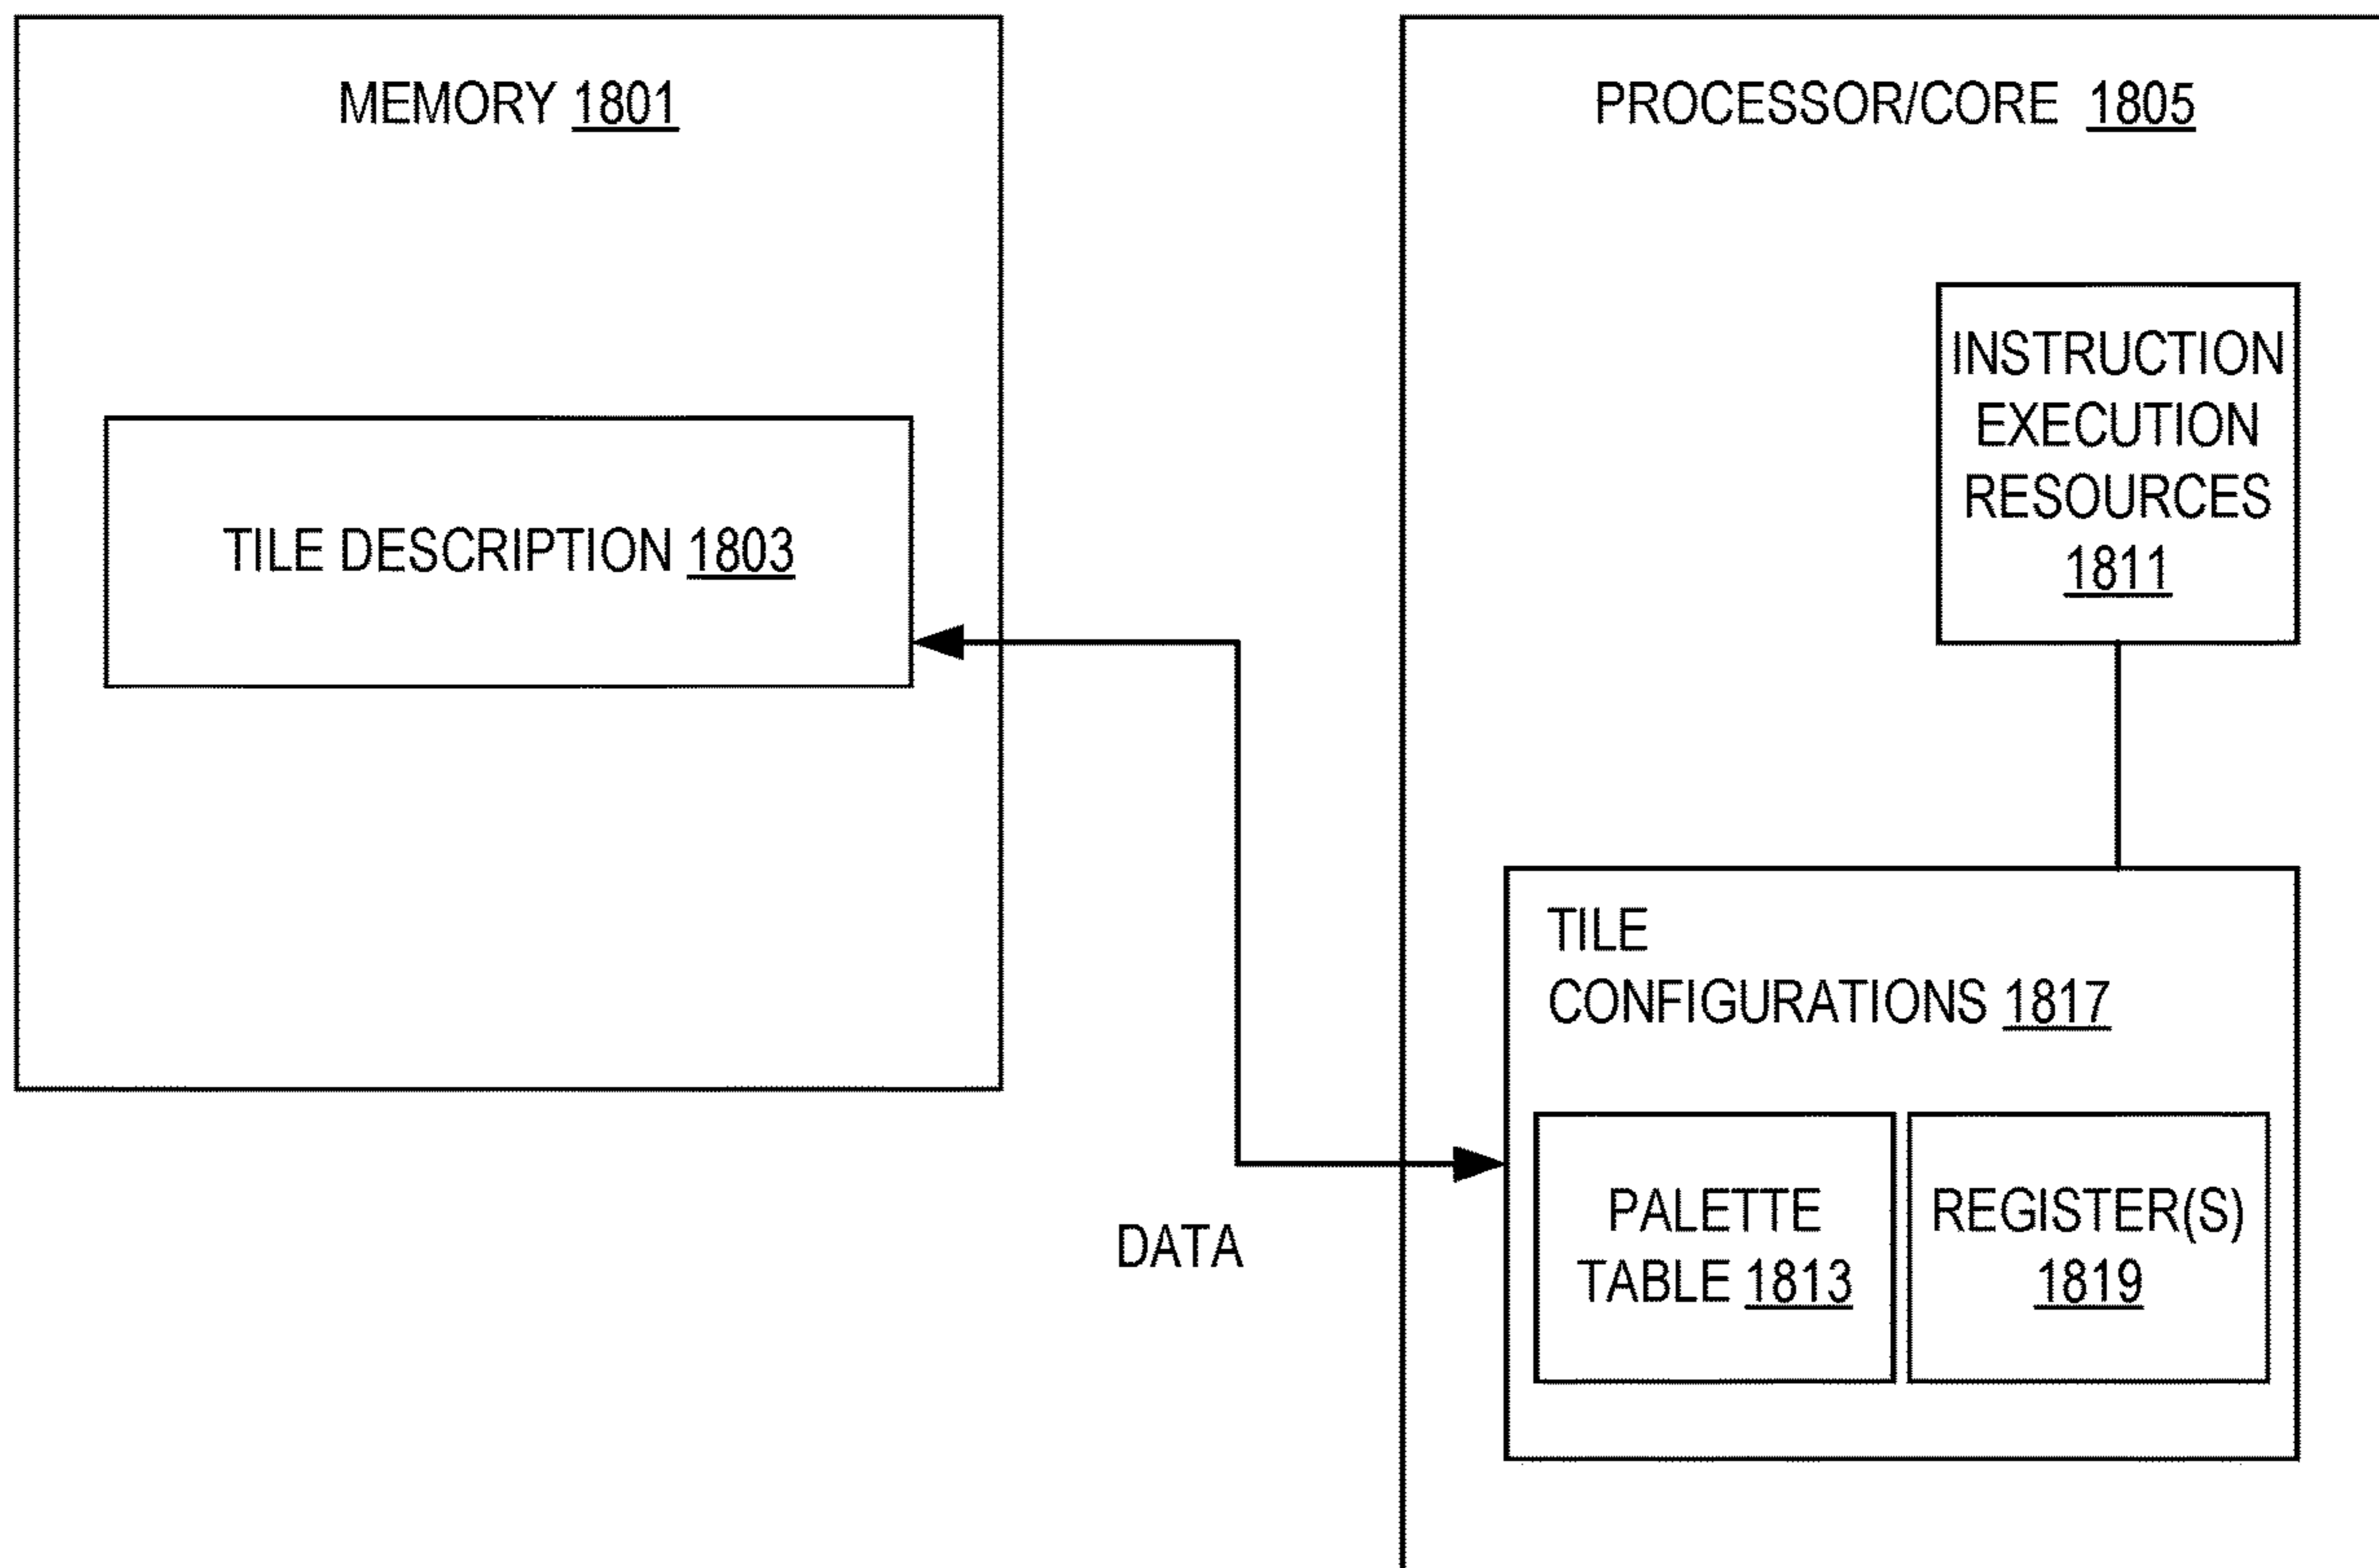 MEMORY 1801
PROCESSOR/CORE 1805
INSTRUCTION
EXECUTION
RESOURCES
1811
TILE DESCRIPTION 1803
TILE
CONFIGURATIONS 1817
PALETTE
TABLE 1813
REGISTER(S)
1819
DATA